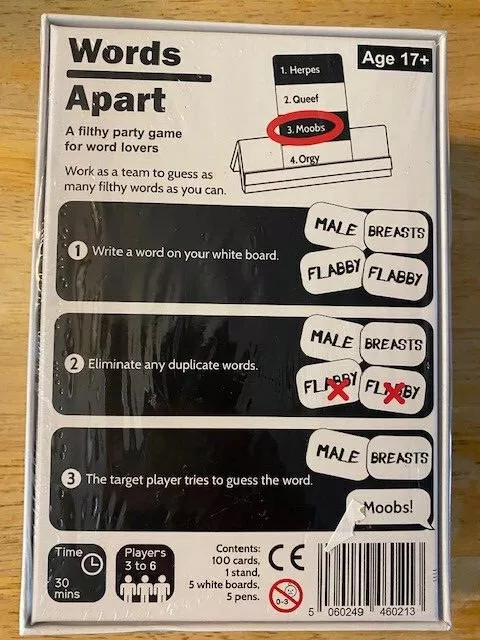 Words
Apart
Age 17+
A filthy party game
for word lovers
Work as a team to guess as
many filthy words as you can.
1. Herpes
2. Queef
3. Moobs
4. Orgy
1 Write a word on your white board.
MALE BREASTS
FLABBY FLABBY
2 Eliminate any duplicate words.
MALE BREASTS
FLABBY FLABBY
3 The target player tries to guess the word.
MALE BREASTS
Moobs!
Time
30
mins
Players
3 to 6
Contents:
100 cards,
1 stand,
5 white boards,
5 pens.
CE
0-3
5 060249 460213